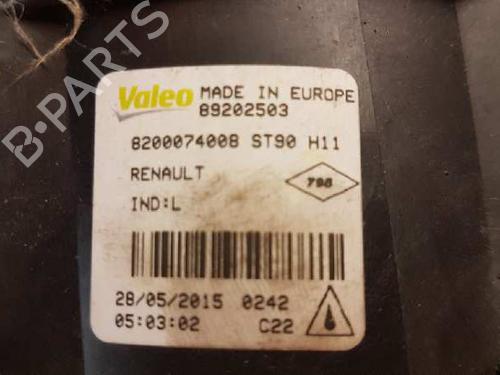 B-PARTS
Valeo MADE IN EUROPE
89202503
8200074008 ST90 H11
RENAULT
798
IND:L
28/05/2015 0242
05:03:02 C22